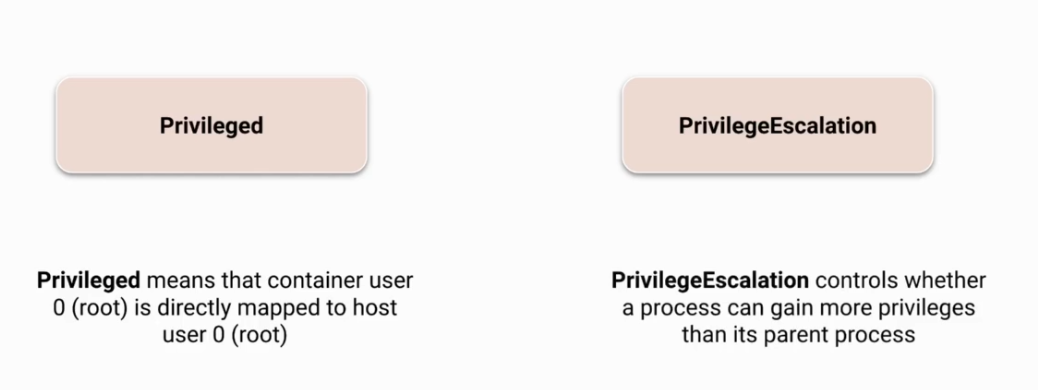 Privileged
PrivilegeEscalation
Privileged means that container user
0 (root) is directly mapped to host
user 0 (root)
PrivilegeEscalation controls whether
a process can gain more privileges
than its parent process